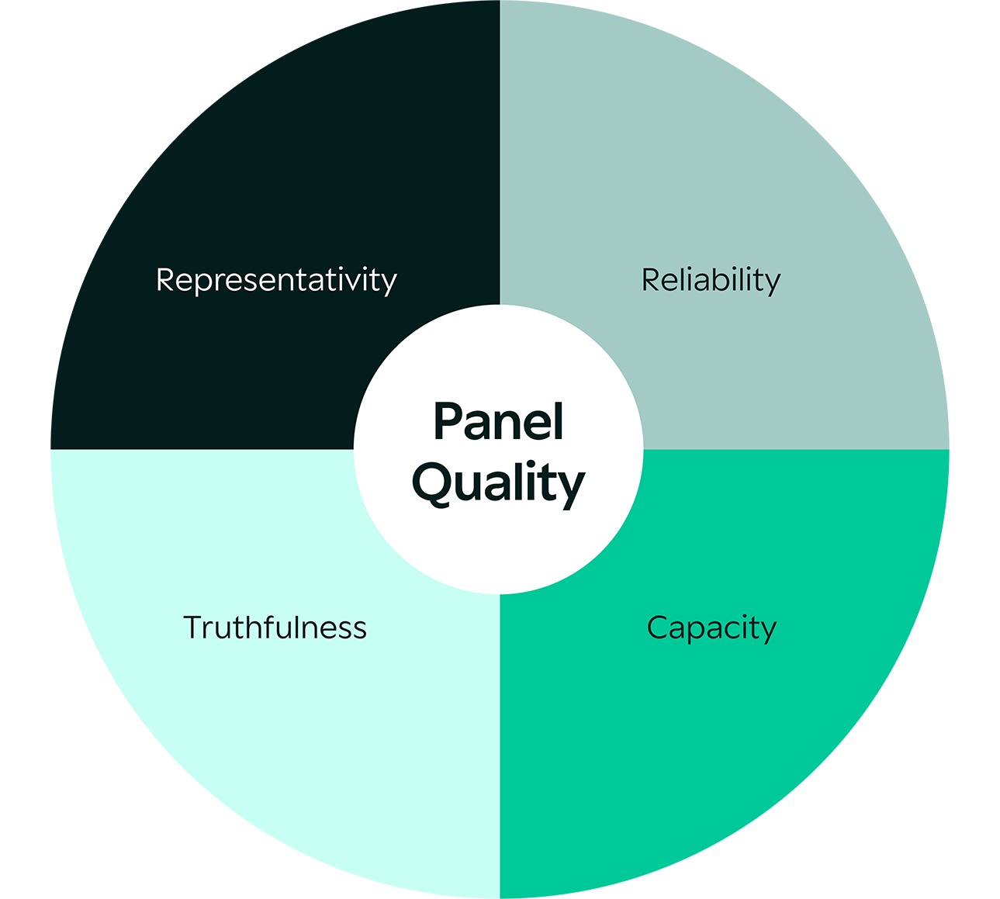 Representativity
Reliability
Panel
Quality
Truthfulness
Capacity